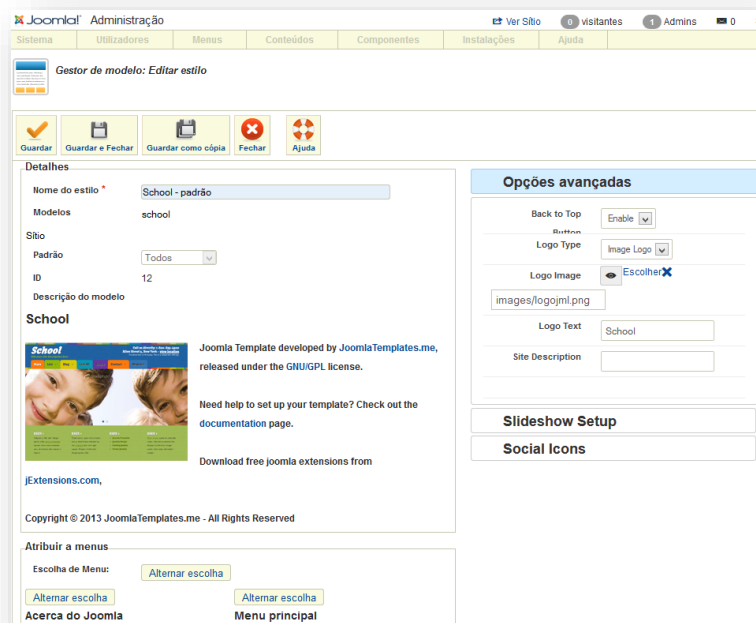 Joomla! Administração
Ver Sítio 0 visitantes 1 Admins 0
Sistema Utilizadores Menus Conteúdos Componentes Instalações Ajuda
Gestor de modelo: Editar estilo
Guardar Guardar e Fechar Guardar como cópia Fechar Ajuda
Detalhes
Nome do estilo * School - padrão
Modelos school
Sítio
Padrão Todos
ID 12
Descrição do modelo
School
School
Joomla Template developed by JoomlaTemplates.me,
released under the GNU/GPL license.
Need help to set up your template? Check out the
documentation page.
Download free joomla extensions from
jExtensions.com,
Copyright © 2013 JoomlaTemplates.me - All Rights Reserved
Atribuir a menus
Escolha de Menu: Alternar escolha
Alternar escolha Alternar escolha
Acerca do Joomla Menu principal
Opções avançadas
Back to Top Enable
Button
Logo Type Image Logo
Logo Image Escolher
images/logojml.png
Logo Text School
Site Description
Slideshow Setup
Social Icons